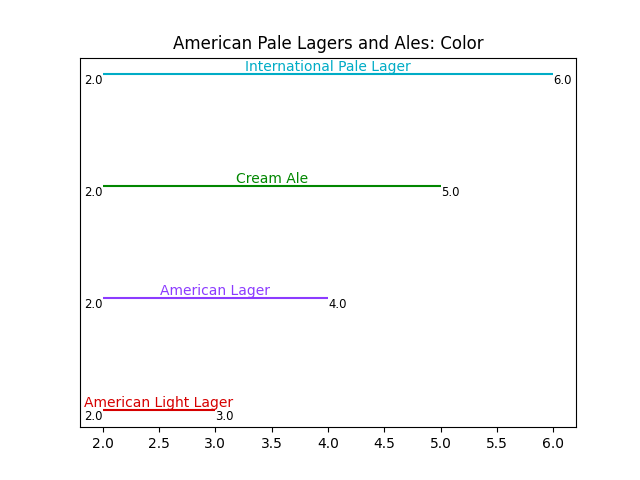 American Pale Lagers and Ales: Color
International Pale Lager
2.0 6.0
Cream Ale
2.0 5.0
American Lager
2.0 4.0
American Light Lager
2.0 3.0
2.0 2.5 3.0 3.5 4.0 4.5 5.0 5.5 6.0